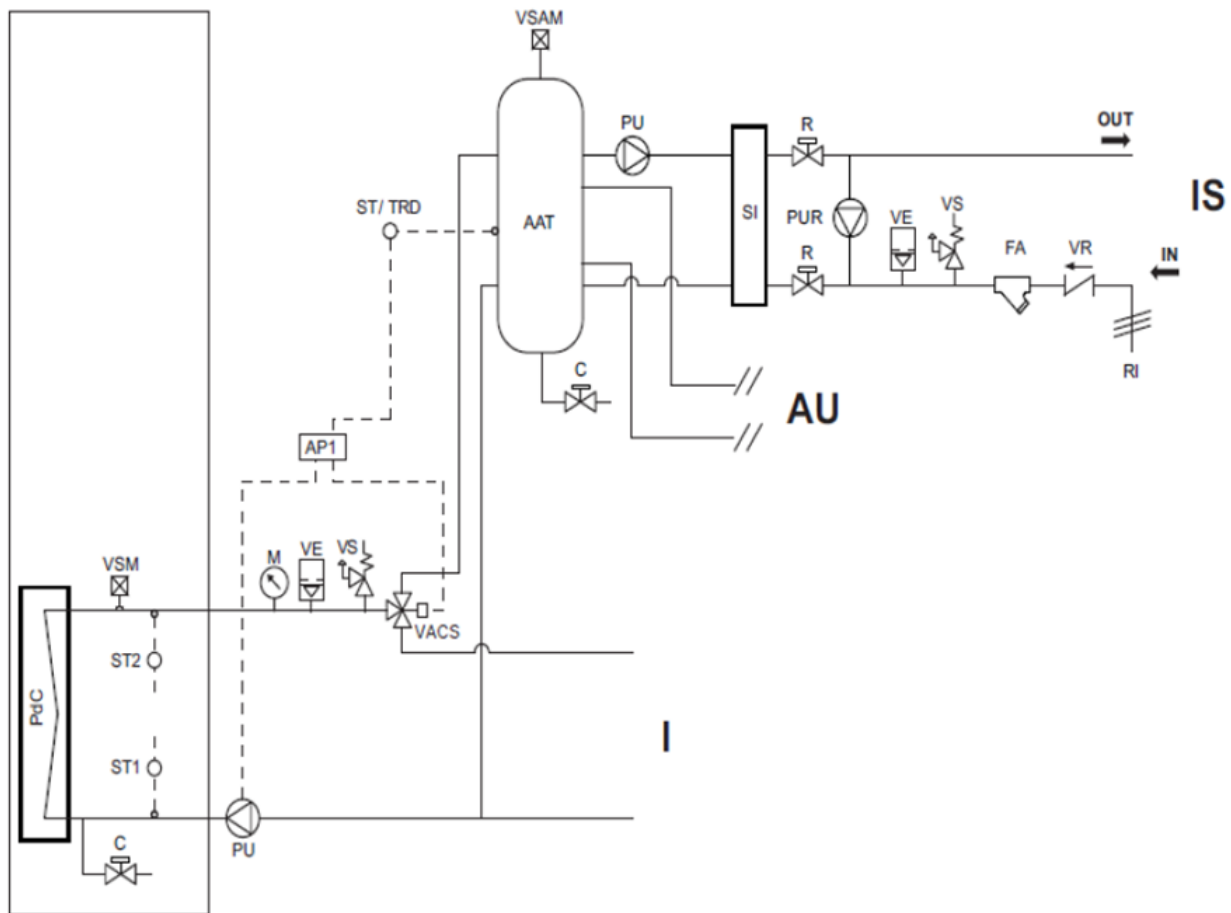 VSAM
PU
R
OUT
IS
ST/ TRD
AAT
SI
PUR
VE
VS
FA
VR
IN
R
C
RI
AU
AP1
VSM
M
VE
VS
VACS
ST2
PdC
I
ST1
C
PU